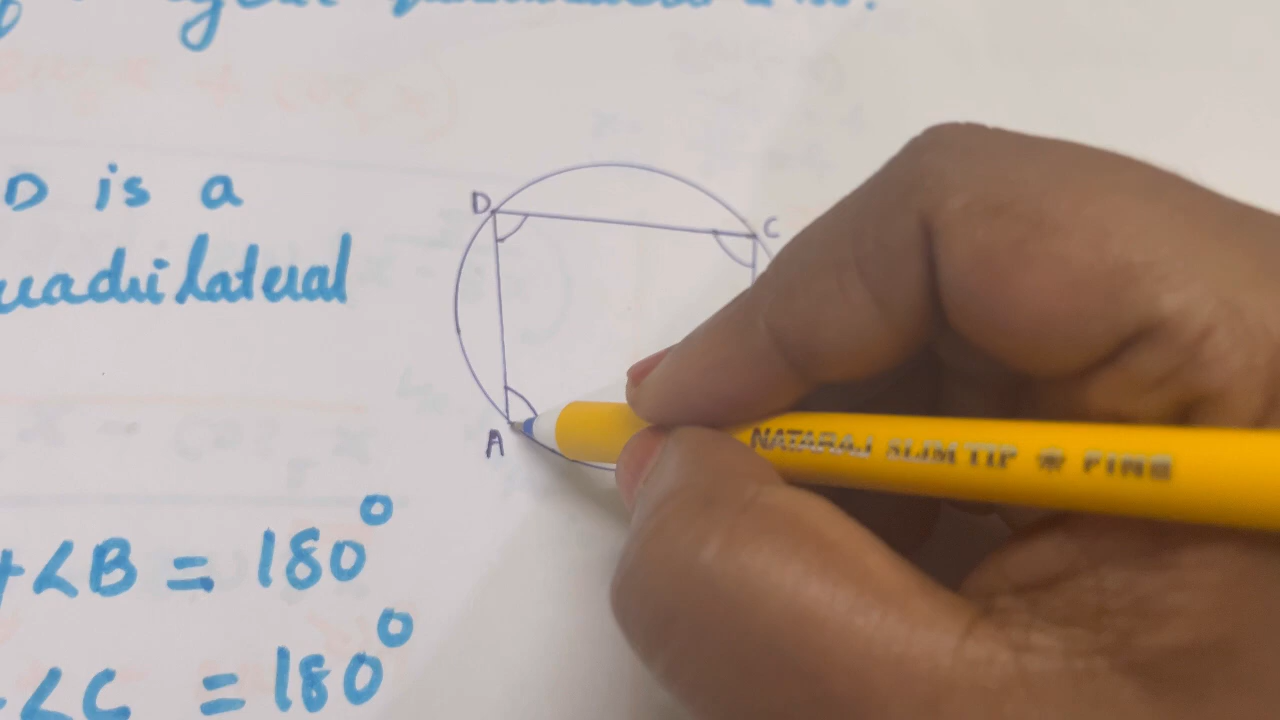 D is a
uadrilateral
D
C
A
+∠B = 180°
∠C = 180°
NATARAJ SLIM TIP * FINE